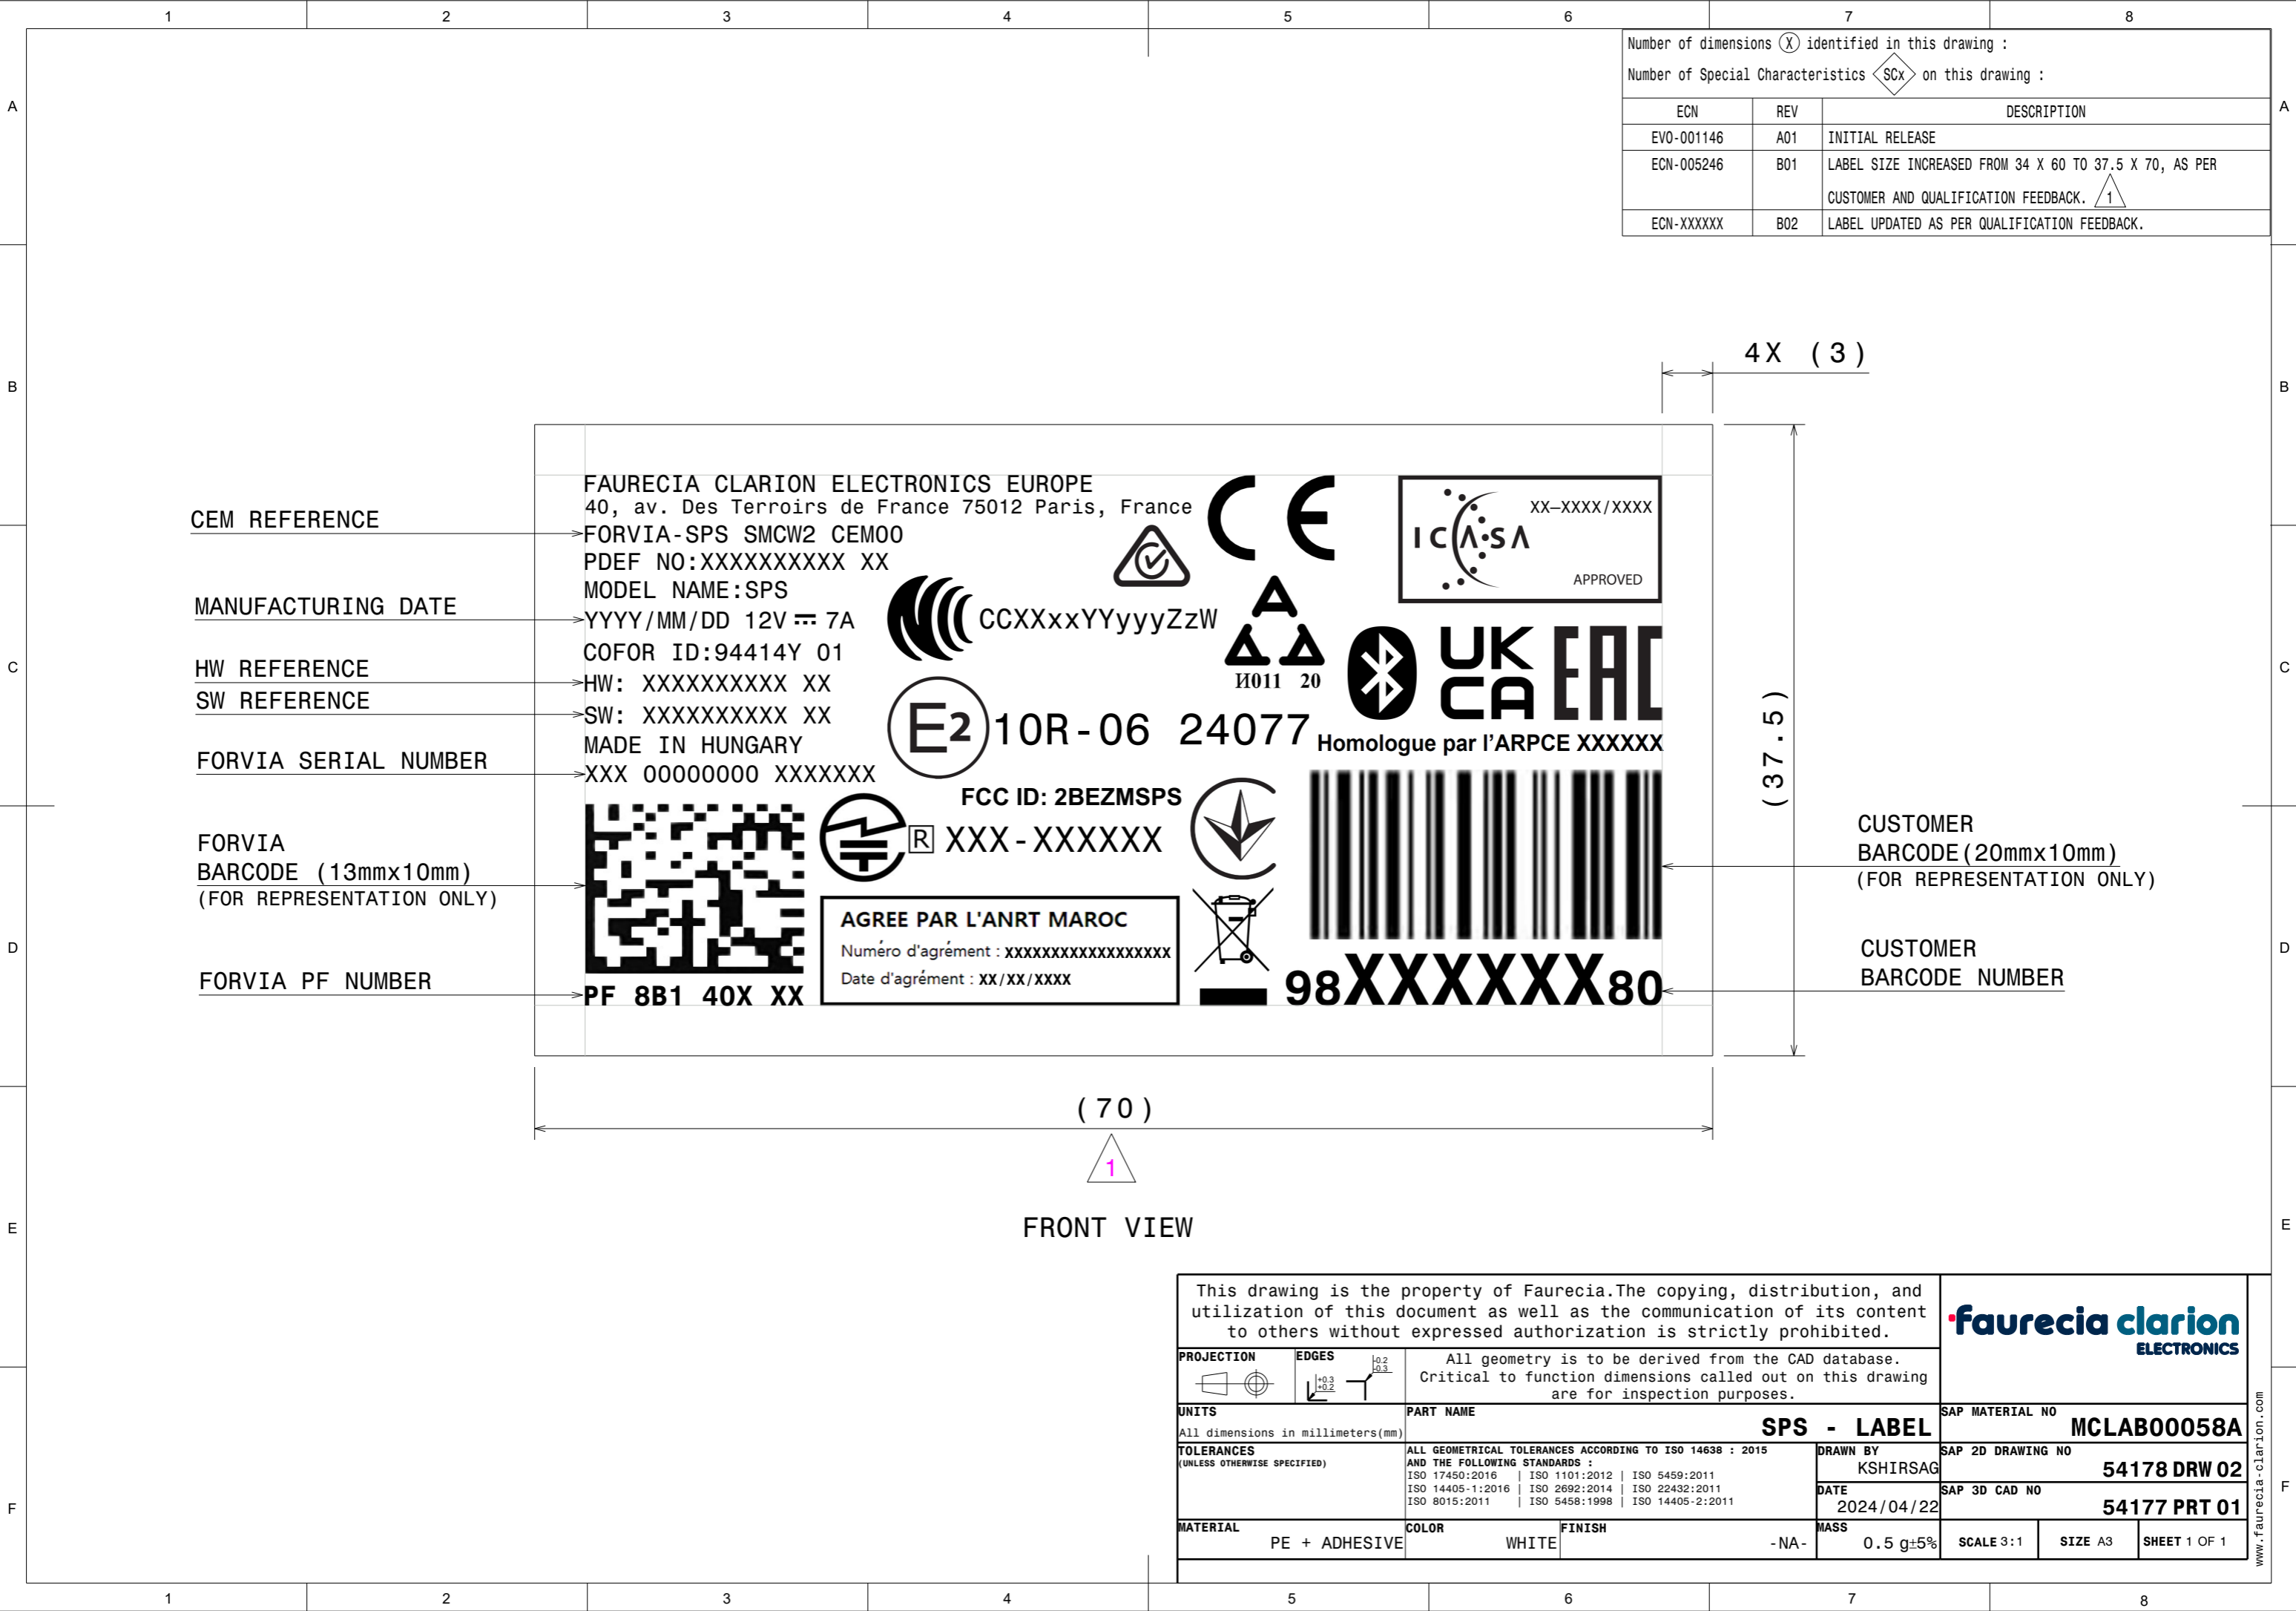 1 2 3 4 5 6 7 8
A A
B B
C C
D D
E E
F F
Number of dimensions X identified in this drawing :
Number of Special Characteristics SCx on this drawing :
ECN REV DESCRIPTION
EVO-001146 A01 INITIAL RELEASE
ECN-005246 B01 LABEL SIZE INCREASED FROM 34 X 60 TO 37.5 X 70, AS PER
CUSTOMER AND QUALIFICATION FEEDBACK. 1
ECN-XXXXXX B02 LABEL UPDATED AS PER QUALIFICATION FEEDBACK.
4X (3)
(37.5)
(70)
1
FRONT VIEW
CEM REFERENCE
MANUFACTURING DATE
HW REFERENCE
SW REFERENCE
FORVIA SERIAL NUMBER
FORVIA
BARCODE (13mmx10mm)
(FOR REPRESENTATION ONLY)
FORVIA PF NUMBER
FAURECIA CLARION ELECTRONICS EUROPE
40, av. Des Terroirs de France 75012 Paris, France
FORVIA-SPS SMCW2 CEM00
PDEF NO:XXXXXXXXXX XX
MODEL NAME:SPS
YYYY/MM/DD 12V ⎓ 7A
COFOR ID:94414Y 01
HW: XXXXXXXXXX XX
SW: XXXXXXXXXX XX
MADE IN HUNGARY
XXX 00000000 XXXXXXX
PF 8B1 40X XX
CE
CCXXxxYYyyyZzW
И011 20
ICASA
XX–XXXX/XXXX
APPROVED
UK
CA
EAC
E2 10R-06 24077
Homologue par l'ARPCE XXXXXX
FCC ID: 2BEZMSPS
R XXX-XXXXXX
AGREE PAR L'ANRT MAROC
Numéro d'agrément : XXXXXXXXXXXXXXXXXX
Date d'agrément : XX/XX/XXXX
98XXXXXXX80
CUSTOMER
BARCODE(20mmx10mm)
(FOR REPRESENTATION ONLY)
CUSTOMER
BARCODE NUMBER
This drawing is the property of Faurecia.The copying, distribution, and
utilization of this document as well as the communication of its content
to others without expressed authorization is strictly prohibited.
faurecia clarion
ELECTRONICS
PROJECTION
EDGES
+0.3
+0.2
-0.2
-0.3
All geometry is to be derived from the CAD database.
Critical to function dimensions called out on this drawing
are for inspection purposes.
UNITS
All dimensions in millimeters(mm)
PART NAME
SPS - LABEL
SAP MATERIAL NO
MCLAB00058A
TOLERANCES
(UNLESS OTHERWISE SPECIFIED)
ALL GEOMETRICAL TOLERANCES ACCORDING TO ISO 14638 : 2015
AND THE FOLLOWING STANDARDS :
ISO 17450:2016 | ISO 1101:2012 | ISO 5459:2011
ISO 14405-1:2016 | ISO 2692:2014 | ISO 22432:2011
ISO 8015:2011 | ISO 5458:1998 | ISO 14405-2:2011
DRAWN BY
KSHIRSAG
DATE
2024/04/22
SAP 2D DRAWING NO
54178 DRW 02
SAP 3D CAD NO
54177 PRT 01
MATERIAL
PE + ADHESIVE
COLOR
WHITE
FINISH
-NA-
MASS
0.5 g±5%
SCALE 3:1
SIZE A3
SHEET 1 OF 1
www.faurecia-clarion.com
1 2 3 4 5 6 7 8